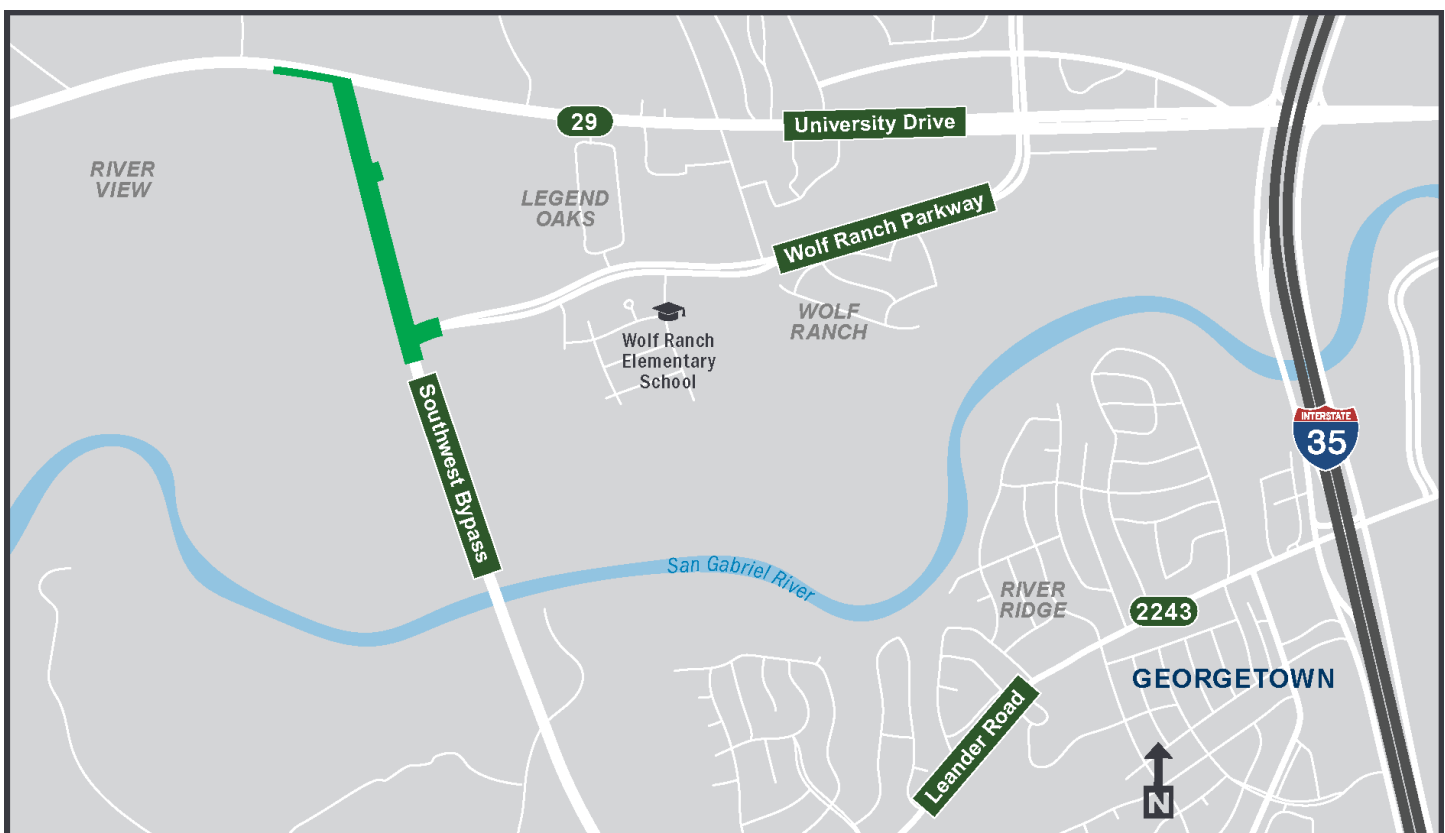 29
University Drive
RIVER
VIEW
LEGEND
OAKS
Wolf Ranch Parkway
WOLF
RANCH
Wolf Ranch
Elementary
School
Southwest Bypass
INTERSTATE
35
San Gabriel River
RIVER
RIDGE
2243
GEORGETOWN
Leander Road
N